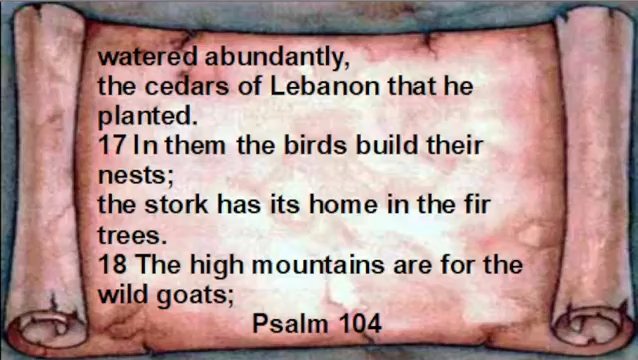 watered abundantly,
the cedars of Lebanon that he
planted.
17 In them the birds build their
nests;
the stork has its home in the fir
trees.
18 The high mountains are for the
wild goats;
Psalm 104